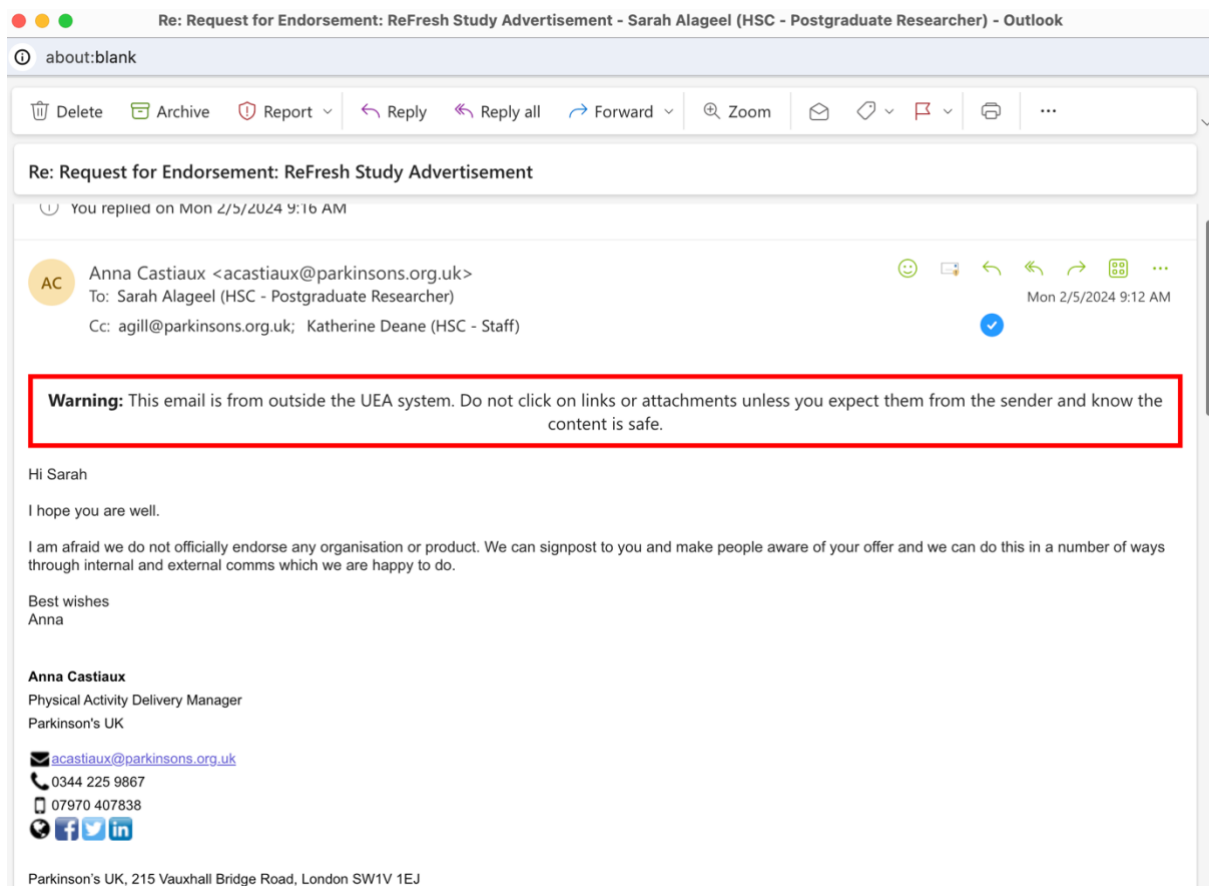 Re: Request for Endorsement: ReFresh Study Advertisement - Sarah Alageel (HSC - Postgraduate Researcher) - Outlook
about:blank
Delete Archive Report Reply Reply all Forward Zoom ...
Re: Request for Endorsement: ReFresh Study Advertisement
You replied on Mon 2/5/2024 9:16 AM
AC
Anna Castiaux <acastiaux@parkinsons.org.uk>
To: Sarah Alageel (HSC - Postgraduate Researcher)
Mon 2/5/2024 9:12 AM
Cc: agill@parkinsons.org.uk; Katherine Deane (HSC - Staff)
Warning: This email is from outside the UEA system. Do not click on links or attachments unless you expect them from the sender and know the
content is safe.
Hi Sarah
I hope you are well.
I am afraid we do not officially endorse any organisation or product. We can signpost to you and make people aware of your offer and we can do this in a number of ways
through internal and external comms which we are happy to do.
Best wishes
Anna
Anna Castiaux
Physical Activity Delivery Manager
Parkinson's UK
acastiaux@parkinsons.org.uk
0344 225 9867
07970 407838
Parkinson's UK, 215 Vauxhall Bridge Road, London SW1V 1EJ